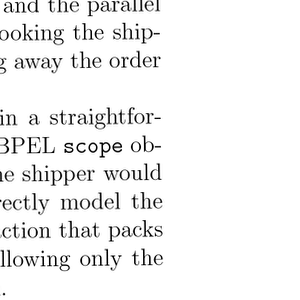 and the parallel
ooking the ship-
g away the order
in a straightfor-
BPEL scope ob-
ne shipper would
rectly model the
ction that packs
llowing only the
.